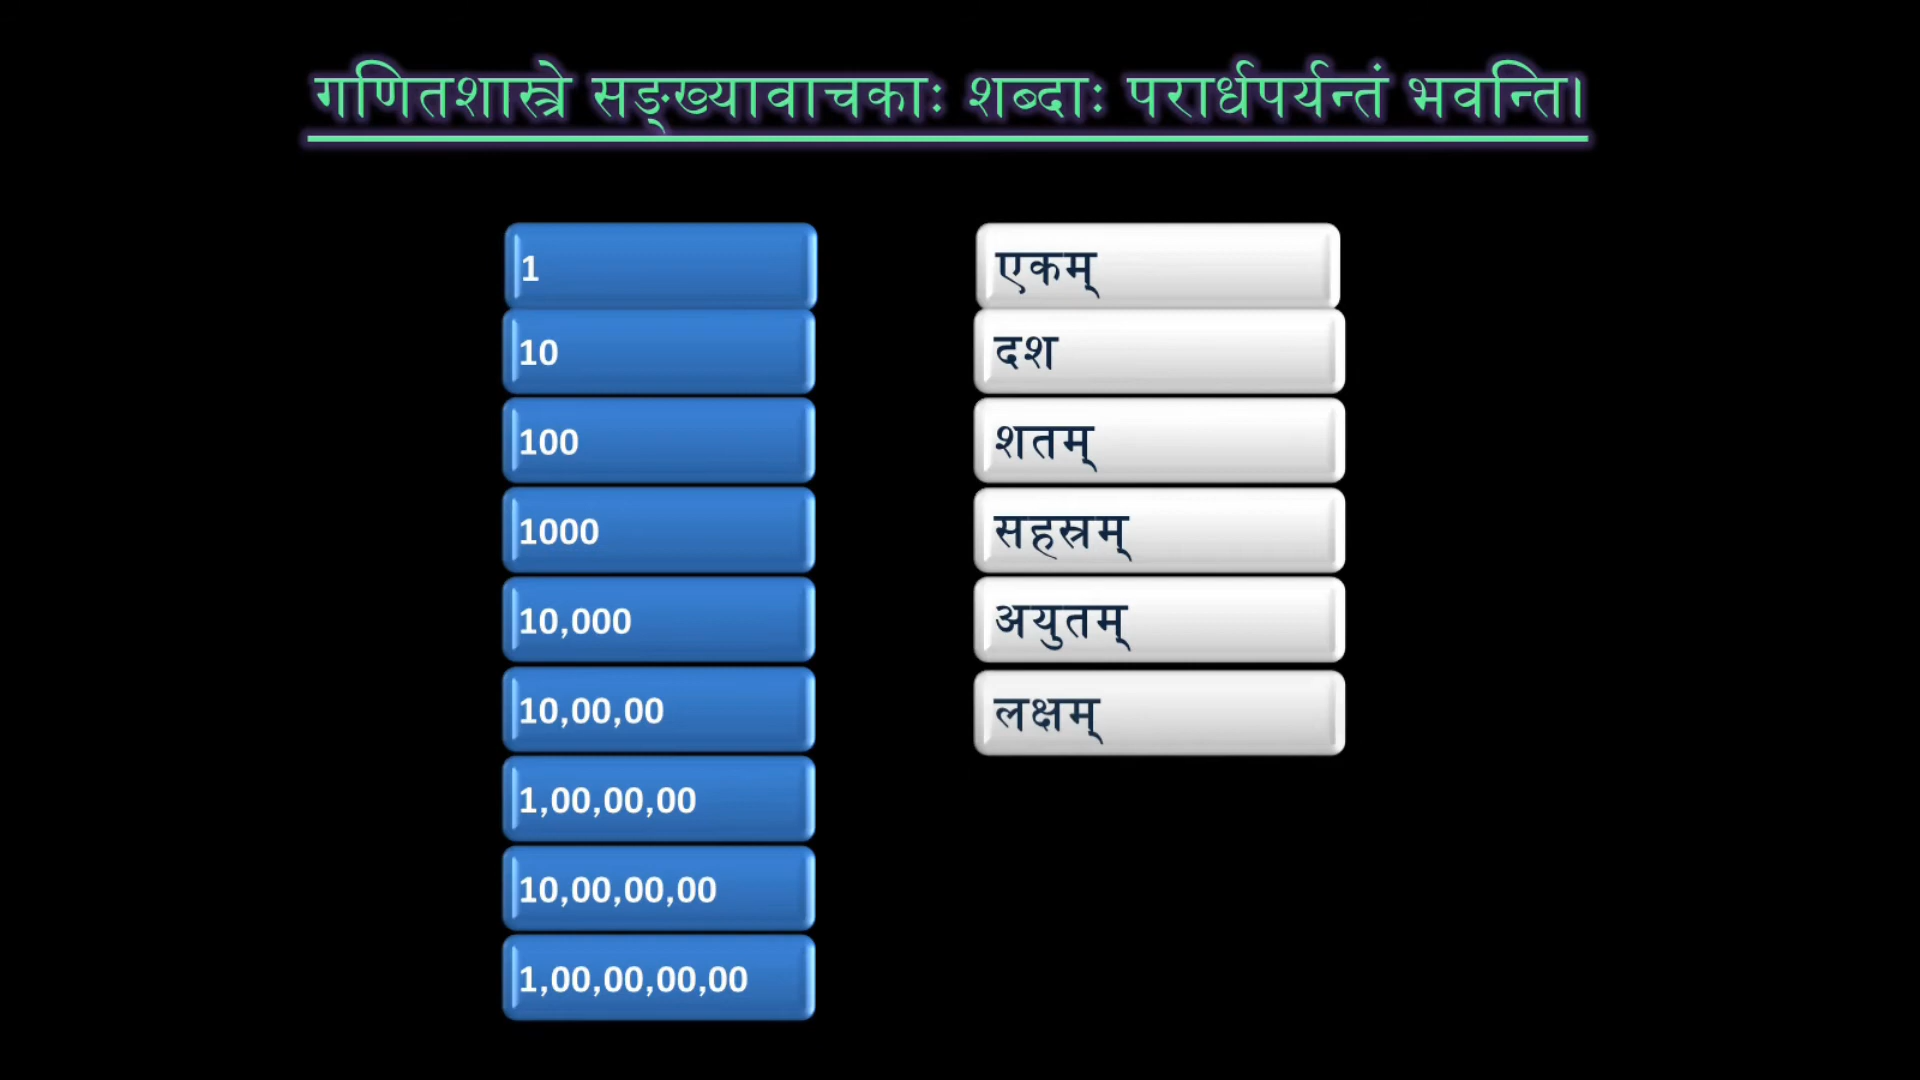 गणितशास्त्रे सङ्ख्यावाचकाः शब्दाः परार्धपर्यन्तं भवन्ति।
1 एकम्
10 दश
100 शतम्
1000 सहस्रम्
10,000 अयुतम्
10,00,00 लक्षम्
1,00,00,00
10,00,00,00
1,00,00,00,00